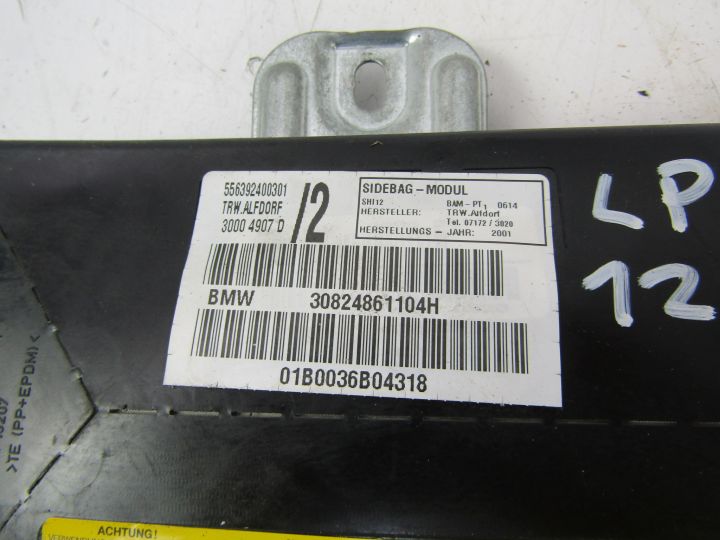 556392400301
TRW.ALFDORF
3000 4907 D
/2
SIDEBAG - MODUL
SHI12 BAM - PT1 0614
HERSTELLER: TRW.Alfdorf
Tel. 07172 / 3020
HERSTELLUNGS - JAHR: 2001
BMW 30824861104H
01B0036B04318
LP
12
>TE (PP+EPDM)<
ACHTUNG!